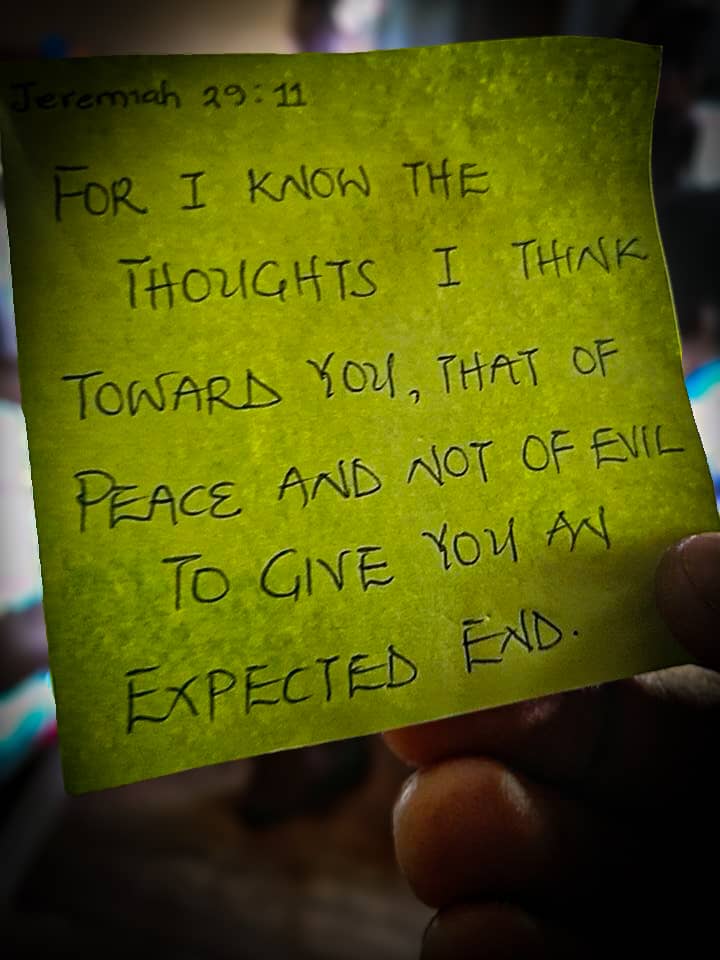 Jeremiah 29:11
FOR I KNOW THE
THOUGHTS I THINK
TOWARD YOU, THAT OF
PEACE AND NOT OF EVIL
TO GIVE YOU AN
EXPECTED END.